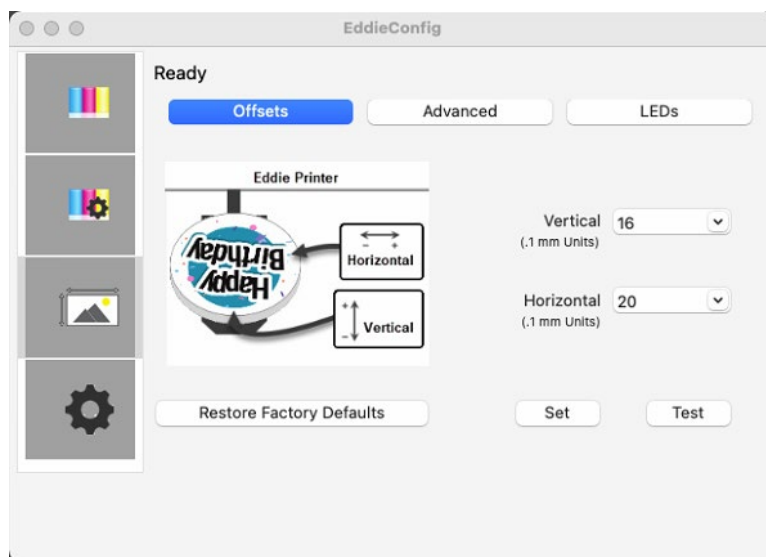 EddieConfig
Ready
Offsets
Advanced
LEDs
Eddie Printer
Happy
Birthday
- +
Horizontal
+
-
Vertical
Vertical
(.1 mm Units)
16
Horizontal
(.1 mm Units)
20
Restore Factory Defaults
Set
Test